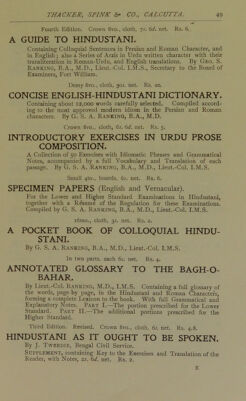 THACKER, SPINK & CO., CALCUTTA. 49
Fourth Edition. Crown 8vo, cloth, 7s. 6d. net. Rs. 6.
A GUIDE TO HINDUSTANI.
Containing Colloquial Sentences in Persian and Roman Character, and
in English; also a Series of Arzis in Urdu written character with their
transliteration in Roman-Urdu, and English translations. By GEO. S.
RANKING, B.A., M.D., Lieut.-Col. I.M.S., Secretary to the Board of
Examiners, Fort William.
Demy 8vo., cloth, 30s. net. Rs. 20.
CONCISE ENGLISH-HINDUSTANI DICTIONARY.
Containing about 12,000 words carefully selected. Compiled accord-
ing to the most approved modern idiom in the Persian and Roman
characters. By G. S. A. RANKING, B.A., M.D.
Crown 8vo, cloth, 6s. 6d. net. Rs. 5.
INTRODUCTORY EXERCISES IN URDU PROSE
COMPOSITION.
A Collection of 50 Exercises with Idiomatic Phrases and Grammatical
Notes, accompanied by a full Vocabulary and Translation of each
passage. By G. S. A. RANKING, B.A., M.D., Lieut.-Col. I.M.S.
Small 4to., boards, 6s. net. Rs. 6.
SPECIMEN PAPERS (English and Vernacular).
For the Lower and Higher Standard Examinations in Hindustani,
together with a Résumé of the Regulation for these Examinations.
Compiled by G. S. A. RANKING, B.A., M.D., Lieut.-Col. I.M.S.
16mo., cloth, 3s. net. Rs. 2.
A POCKET BOOK OF COLLOQUIAL HINDU-
STANI.
By G. S. A. RANKING, B.A., M.D., Lieut.-Col. I.M.S.
In two parts, each 6s. net. Rs. 4.
ANNOTATED GLOSSARY TO THE BAGH-O-
BAHAR.
By Lieut.-Col. RANKING, M.D., I.M.S. Containing a full glossary of
the words, page by page, in the Hindustani and Roman Characters,
forming a complete Lexicon to the book. With full Grammatical and
Explanatory Notes. PART I.—The portion prescribed for the Lower
Standard. PART II.—The additional portions prescribed for the
Higher Standard.
Third Edition. Revised. Crown 8vo., cloth, 6s. net. Rs. 4.8.
HINDUSTANI AS IT OUGHT TO BE SPOKEN.
By J. TWEEDIE, Bengal Civil Service.
SUPPLEMENT, containing Key to the Exercises and Translation of the
Reader, with Notes, 2s. 6d. net. Rs. 2.
E